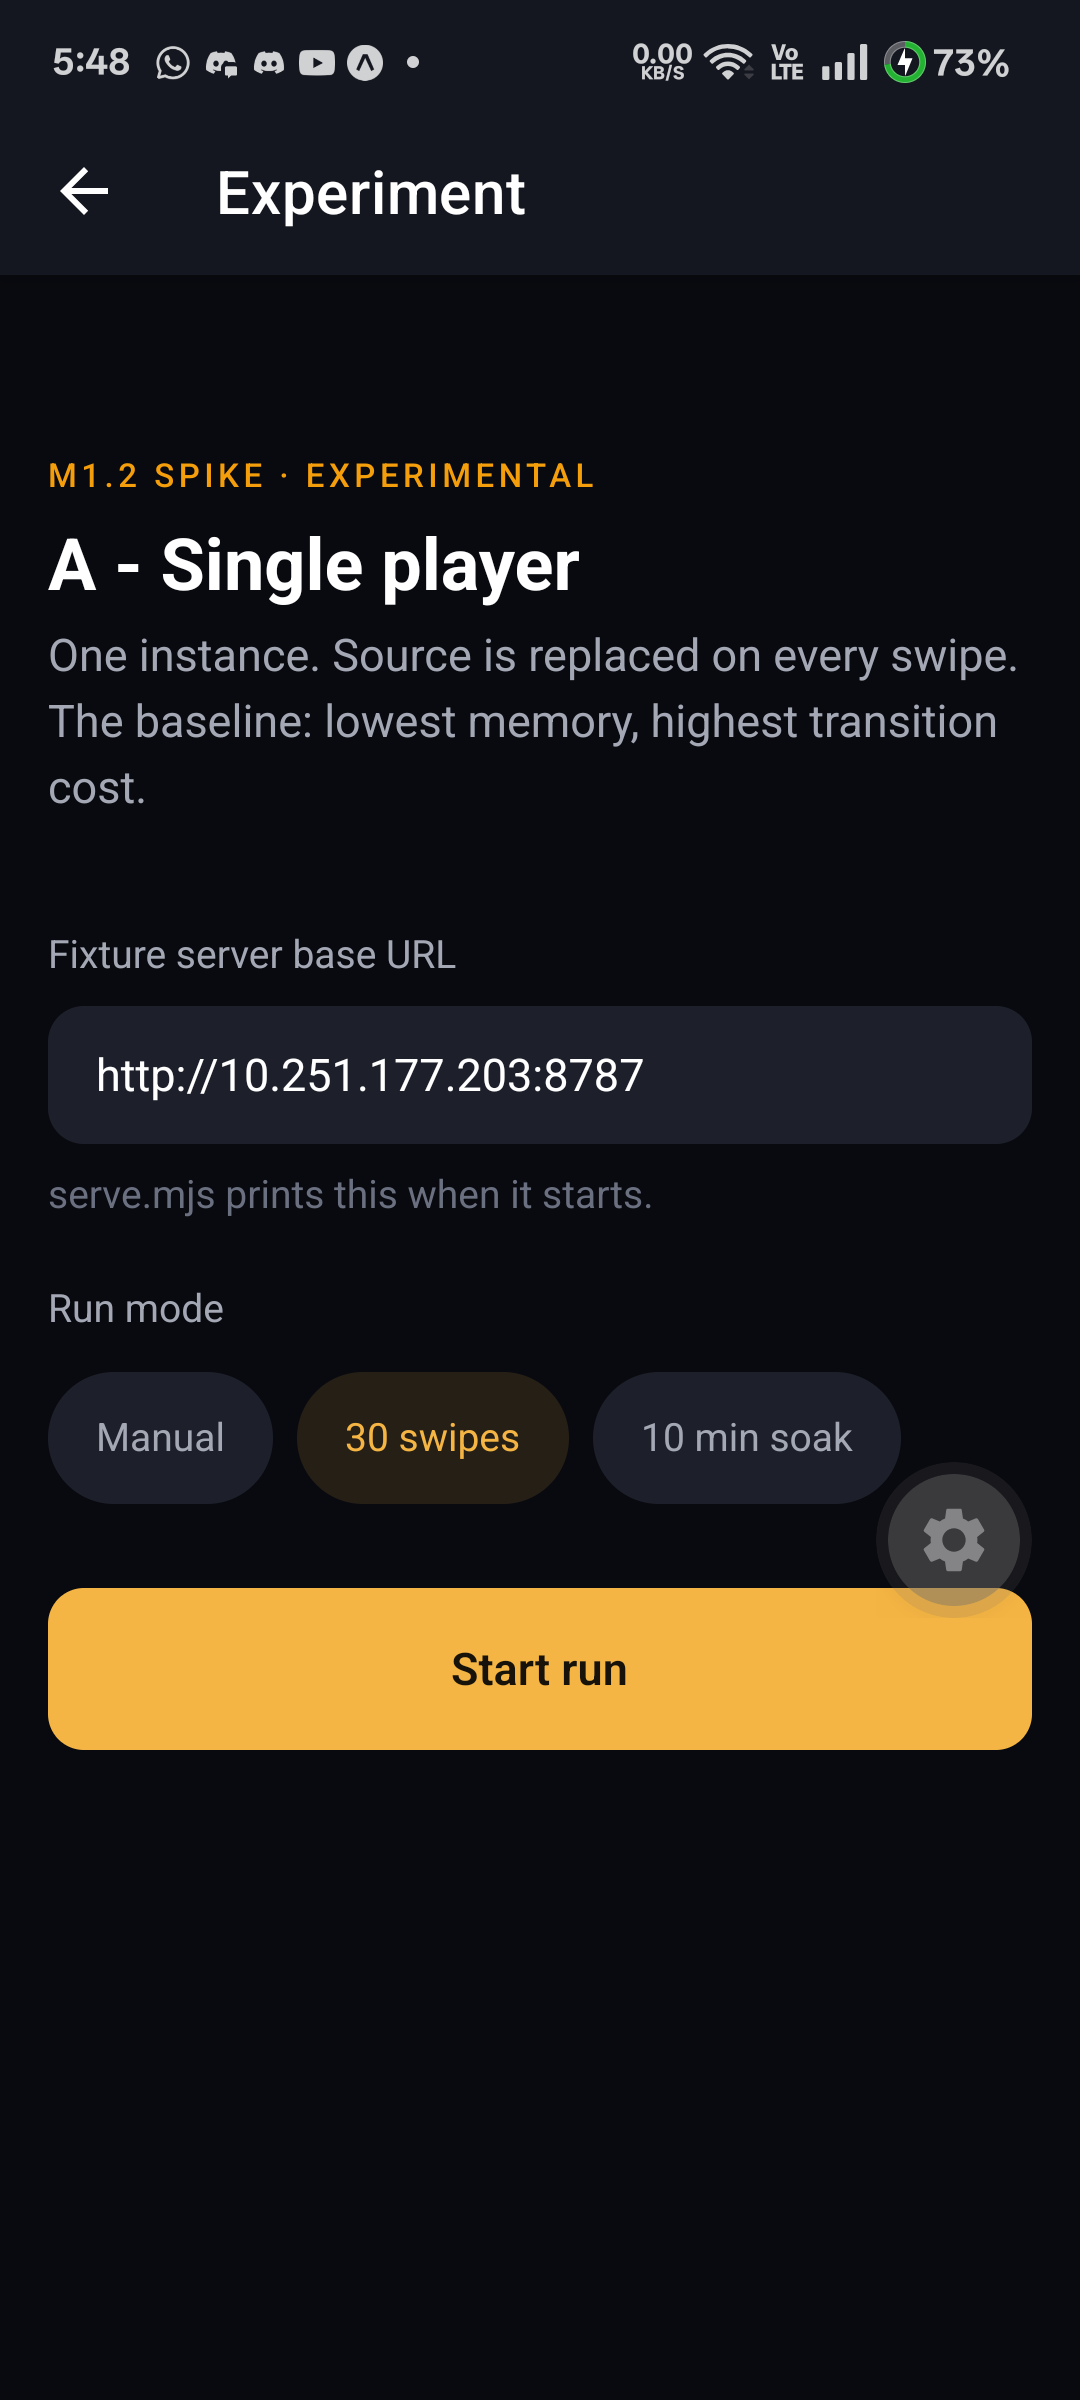 5:48
0.00 KB/S
Vo LTE
73%
Experiment
M1.2 SPIKE · EXPERIMENTAL
A - Single player
One instance. Source is replaced on every swipe.
The baseline: lowest memory, highest transition
cost.
Fixture server base URL
http://10.251.177.203:8787
serve.mjs prints this when it starts.
Run mode
Manual
30 swipes
10 min soak
Start run